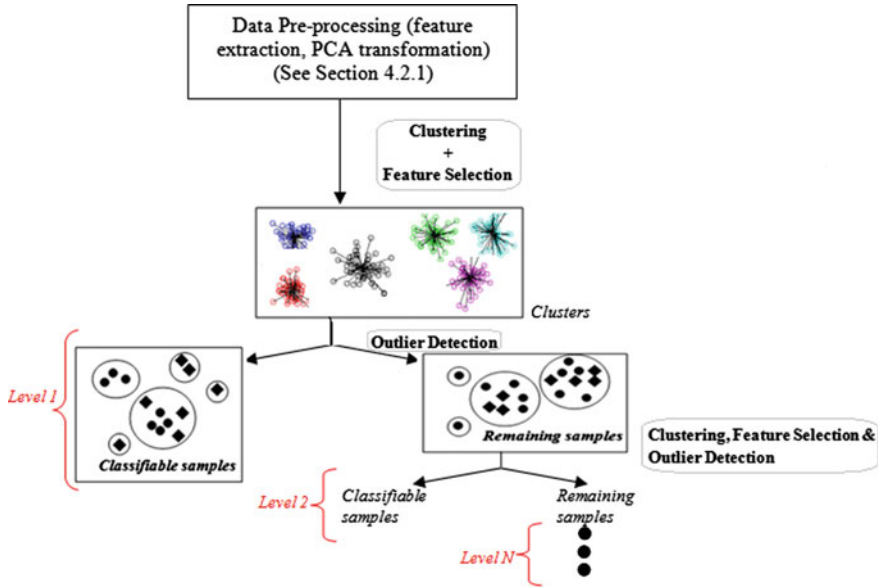 Data Pre-processing (feature
extraction, PCA transformation)
(See Section 4.2.1)
Clustering
+
Feature Selection
Clusters
Outlier Detection
Level 1
Classifiable samples
Remaining samples
Clustering, Feature Selection &
Outlier Detection
Level 2
Classifiable
samples
Remaining
samples
Level N